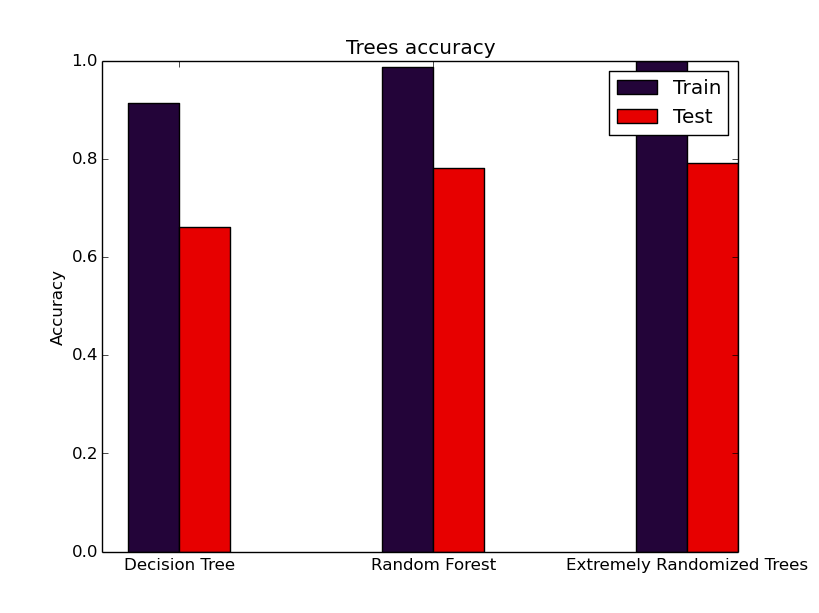 Trees accuracy
1.0
0.8
0.6
0.4
0.2
0.0
Accuracy
Train
Test
Decision Tree
Random Forest
Extremely Randomized Trees